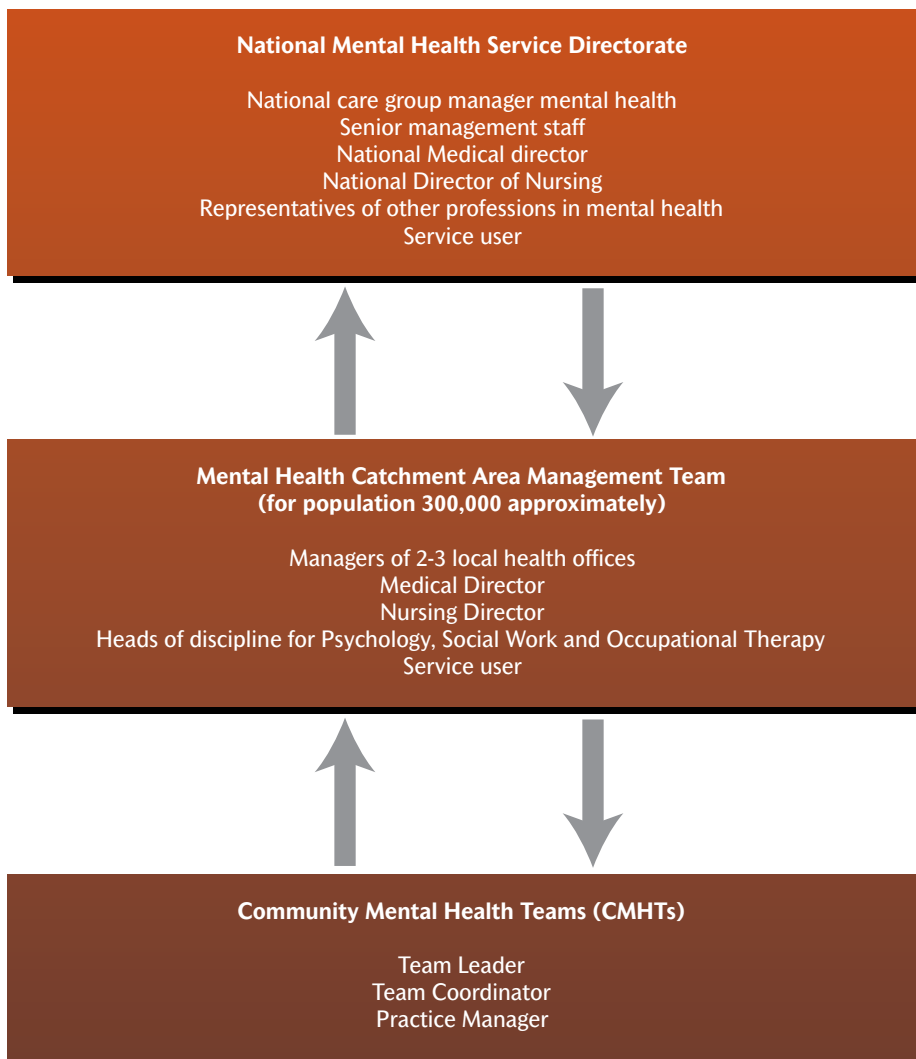 National Mental Health Service Directorate
National care group manager mental health
Senior management staff
National Medical director
National Director of Nursing
Representatives of other professions in mental health
Service user
Mental Health Catchment Area Management Team
(for population 300,000 approximately)
Managers of 2-3 local health offices
Medical Director
Nursing Director
Heads of discipline for Psychology, Social Work and Occupational Therapy
Service user
Community Mental Health Teams (CMHTs)
Team Leader
Team Coordinator
Practice Manager